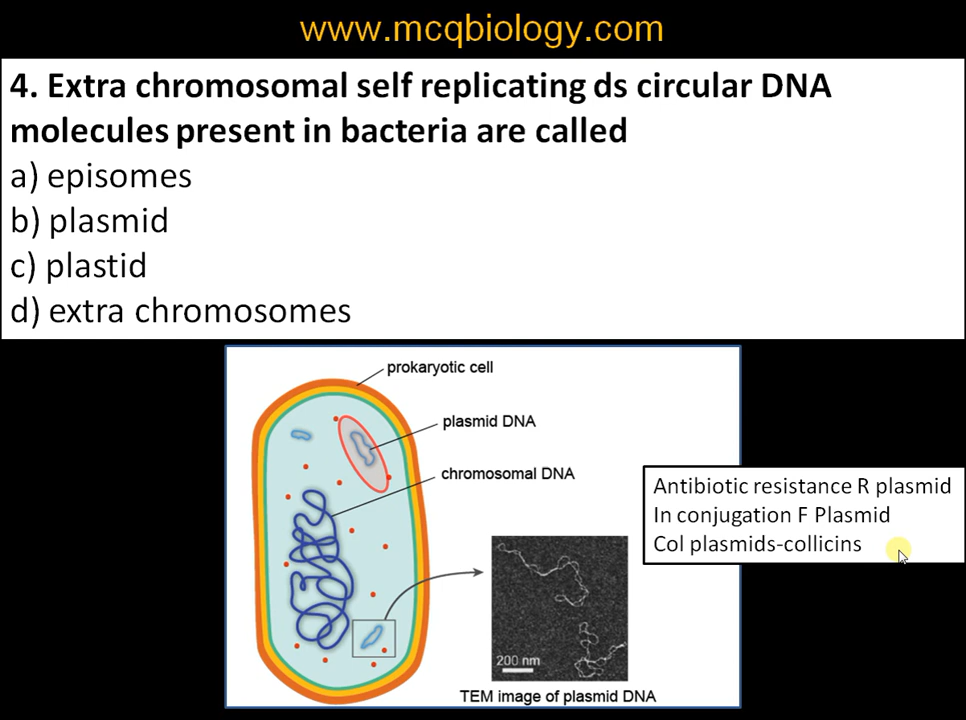 www.mcqbiology.com
4. Extra chromosomal self replicating ds circular DNA
molecules present in bacteria are called
a) episomes
b) plasmid
c) plastid
d) extra chromosomes
prokaryotic cell
plasmid DNA
chromosomal DNA
Antibiotic resistance R plasmid
In conjugation F Plasmid
Col plasmids-collicins
200 nm
TEM image of plasmid DNA